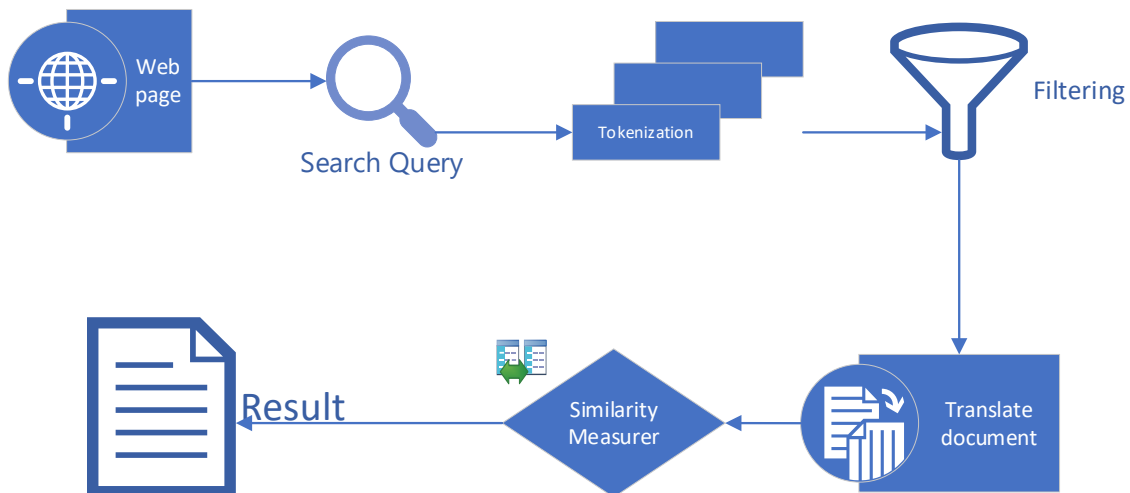 Web
page
Search Query
Tokenization
Filtering
Translate
document
Similarity
Measurer
Result